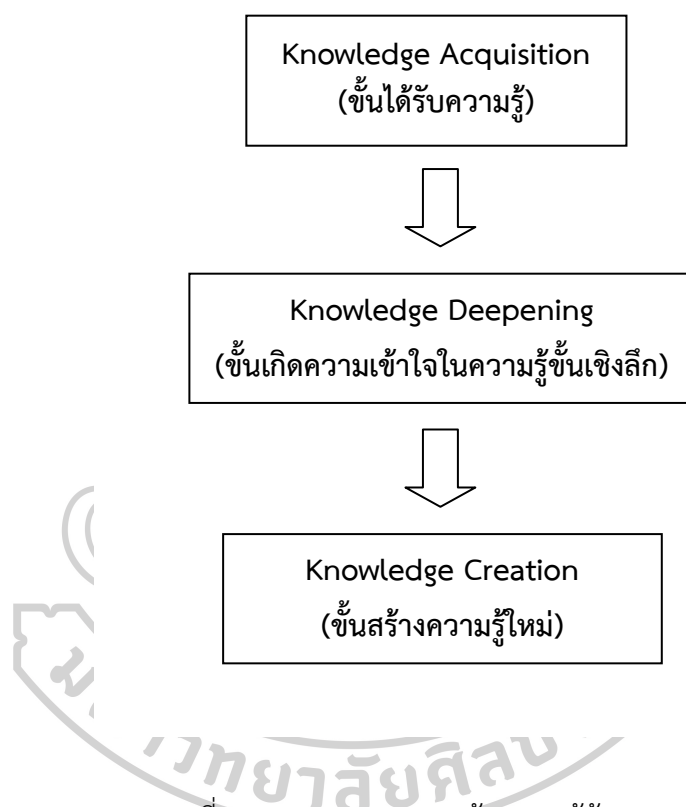 Knowledge Acquisition
(ขั้นได้รับความรู้)
Knowledge Deepening
(ขั้นเกิดความเข้าใจในความรู้ขั้นเชิงลึก)
Knowledge Creation
(ขั้นสร้างความรู้ใหม่)